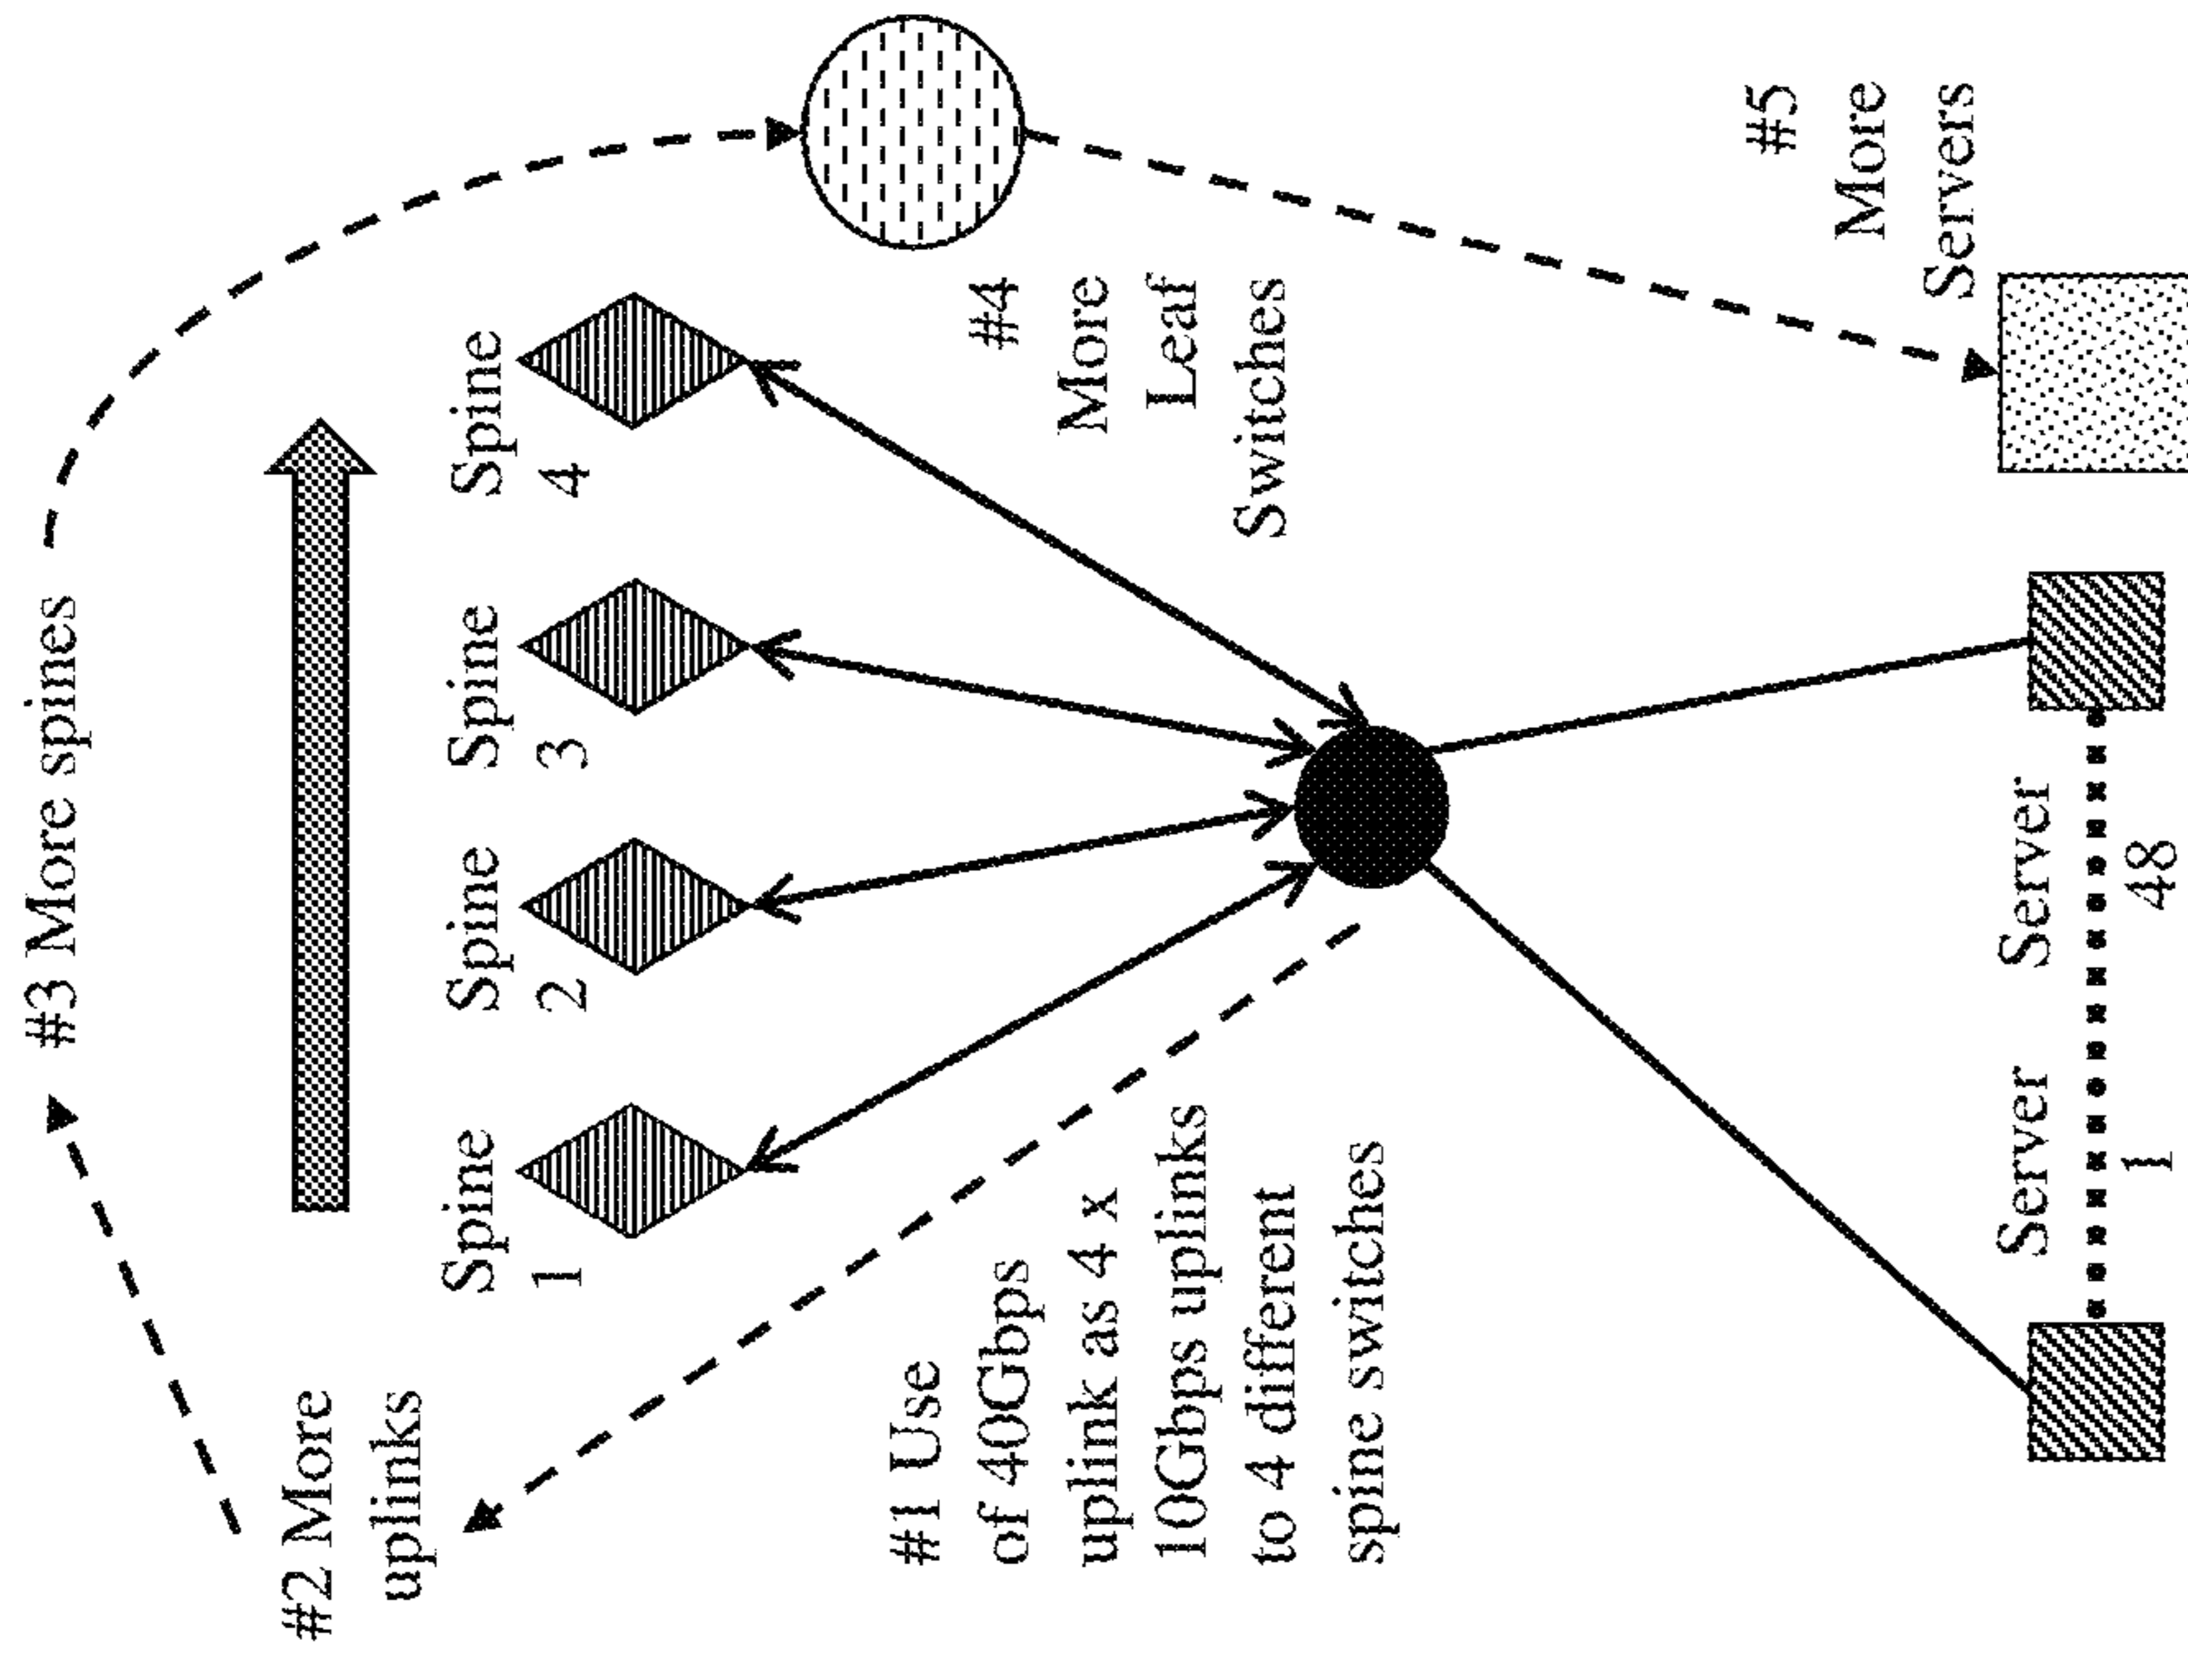 #3 More spines
#2 More
uplinks
Spine
1
Spine
2
Spine
3
Spine
4
#1 Use
of 40Gbps
uplink as 4 x
10Gbps uplinks
to 4 different
spine switches
#4
More
Leaf
Switches
#5
More
Servers
Server
1
Server
48